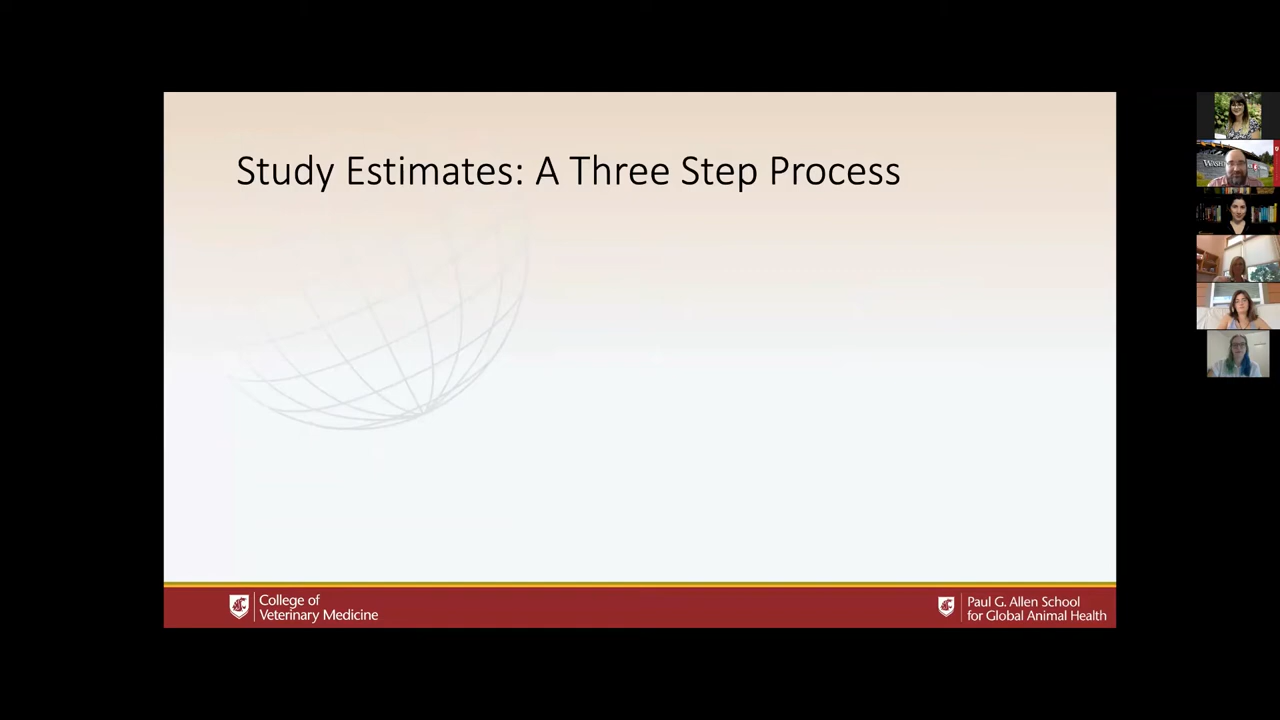 Study Estimates: A Three Step Process
College of
Veterinary Medicine
Paul G. Allen School
for Global Animal Health